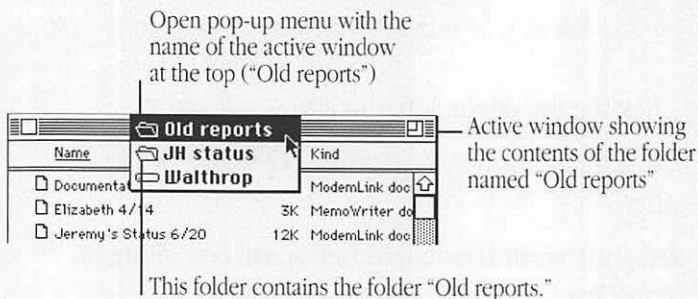 Open pop-up menu with the
name of the active window
at the top (“Old reports”)
Old reports
JH status
Walthrop
Name
Kind
Documentat
ModemLink doc
Elizabeth 4/14
3K
MemoWriter do
Jeremy's Status 6/20
12K
ModemLink doc
Active window showing
the contents of the folder
named “Old reports”
This folder contains the folder “Old reports.”